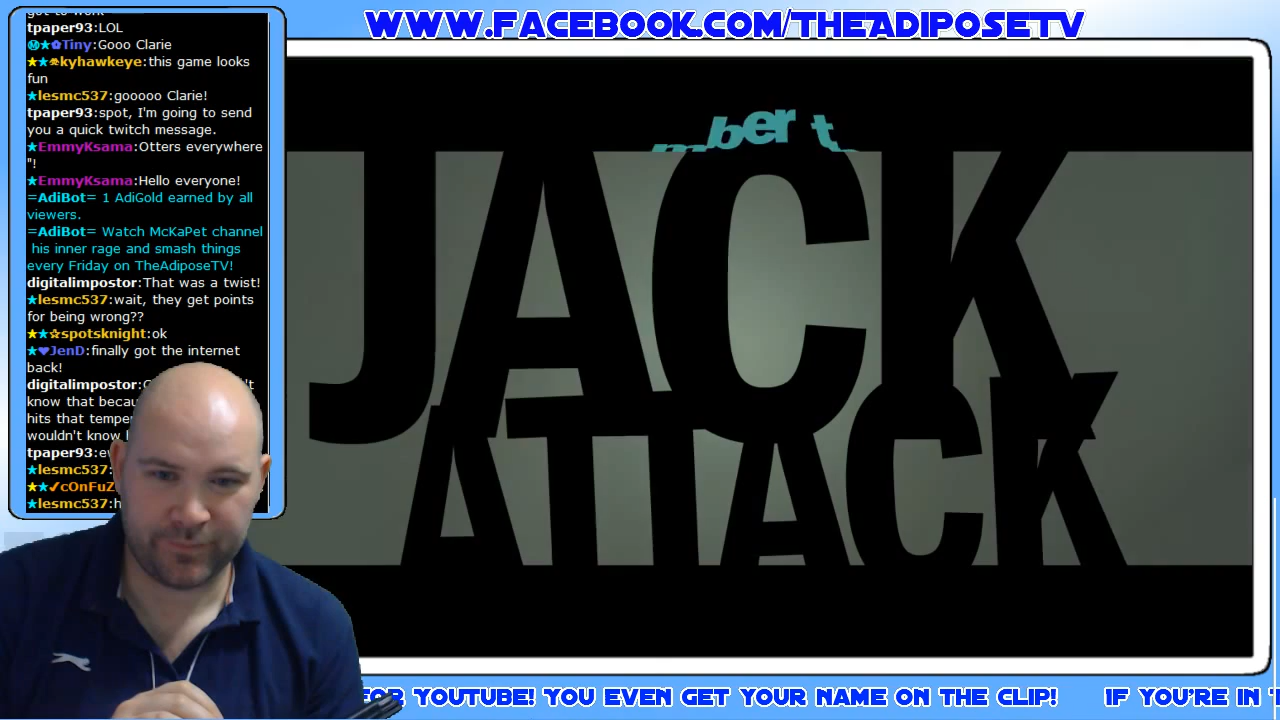 WWW.FACEBOOK.COM/THEADIPOSETV
tpaper93:LOL
Tiny:Gooo Clarie
kyhawkeye:this game looks
fun
lesmc537:gooooo Clarie!
tpaper93:spot, I'm going to send
you a quick twitch message.
EmmyKsama:Otters everywhere
"!
EmmyKsama:Hello everyone!
=AdiBot= 1 AdiGold earned by all
viewers.
=AdiBot= Watch McKaPet channel
his inner rage and smash things
every Friday on TheAdiposeTV!
digitalimpostor:That was a twist!
lesmc537:wait, they get points
for being wrong??
spotsknight:ok
JenD:finally got the internet
back!
digitalimpostor:
know that
hits that
wouldn't know
tpaper93:
lesmc537:
cOnFuZ
lesmc537:
mber t
JACK
ATTACK
FOR YOUTUBE! YOU EVEN GET YOUR NAME ON THE CLIP! IF YOU'RE IN